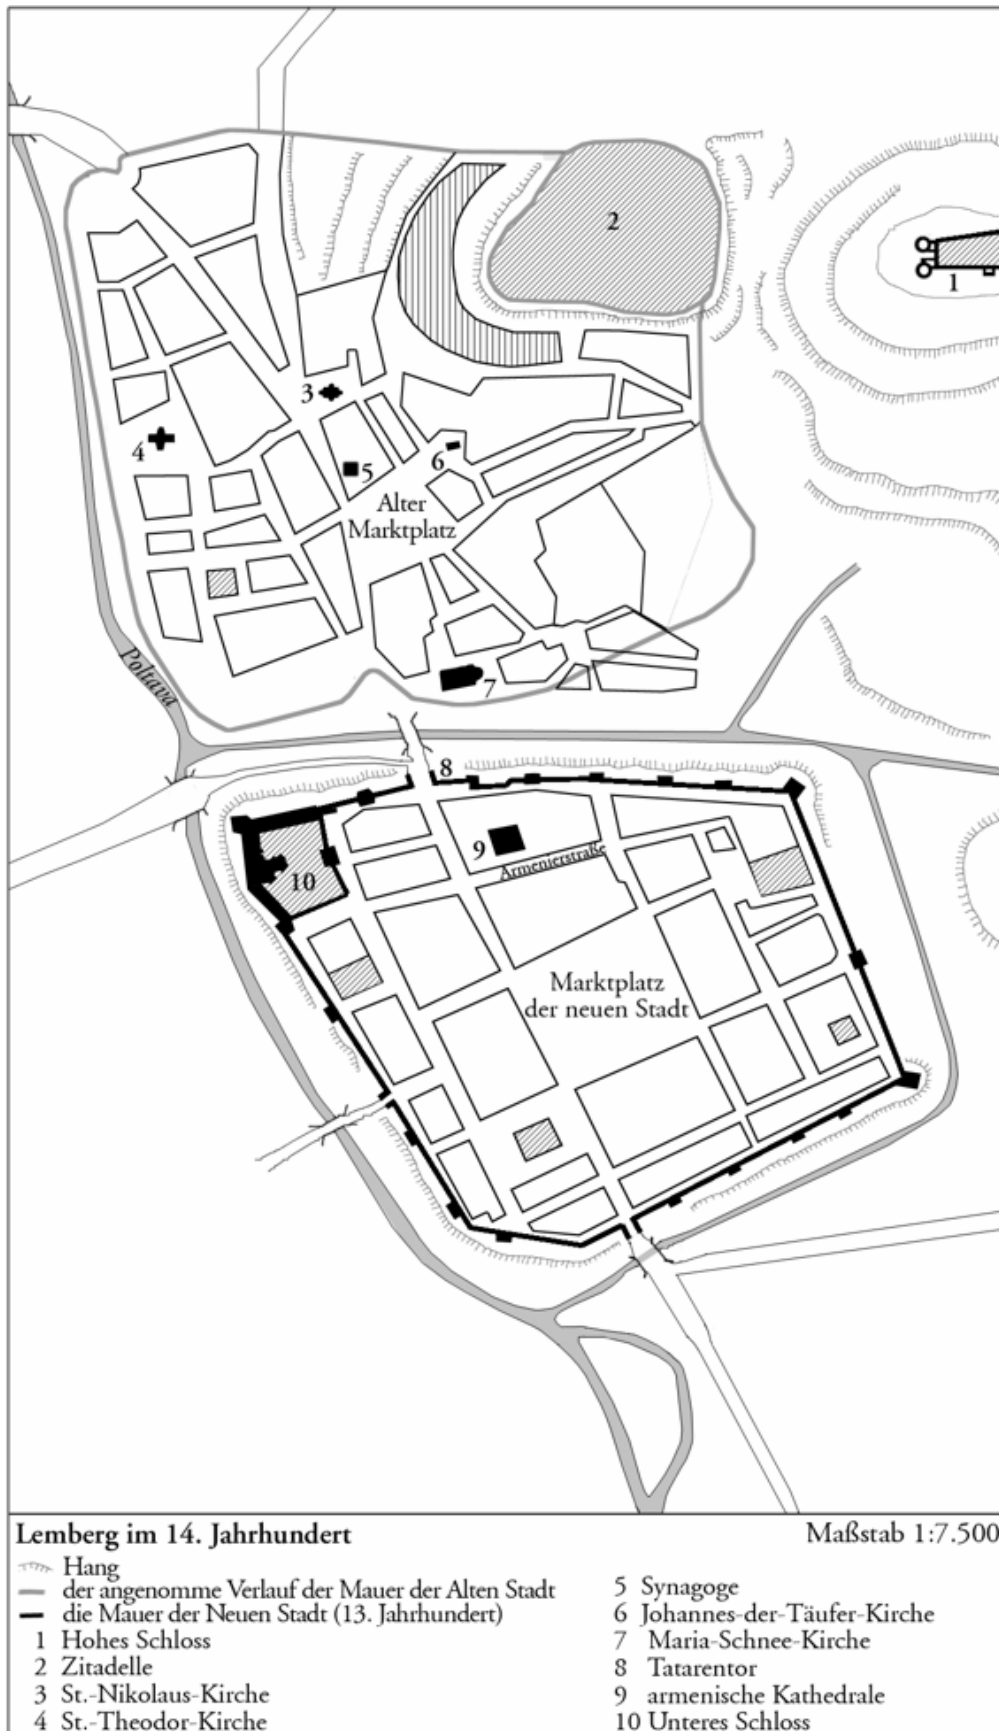 2
1
3
4
5
6
Alter
Marktplatz
Poltava
7
8
9
Armenierstraße
10
Marktplatz
der neuen Stadt
Lemberg im 14. Jahrhundert
Maßstab 1:7.500
Hang
der angenomme Verlauf der Mauer der Alten Stadt
die Mauer der Neuen Stadt (13. Jahrhundert)
1 Hohes Schloss
2 Zitadelle
3 St.-Nikolaus-Kirche
4 St.-Theodor-Kirche
5 Synagoge
6 Johannes-der-Täufer-Kirche
7 Maria-Schnee-Kirche
8 Tatarentor
9 armenische Kathedrale
10 Unteres Schloss